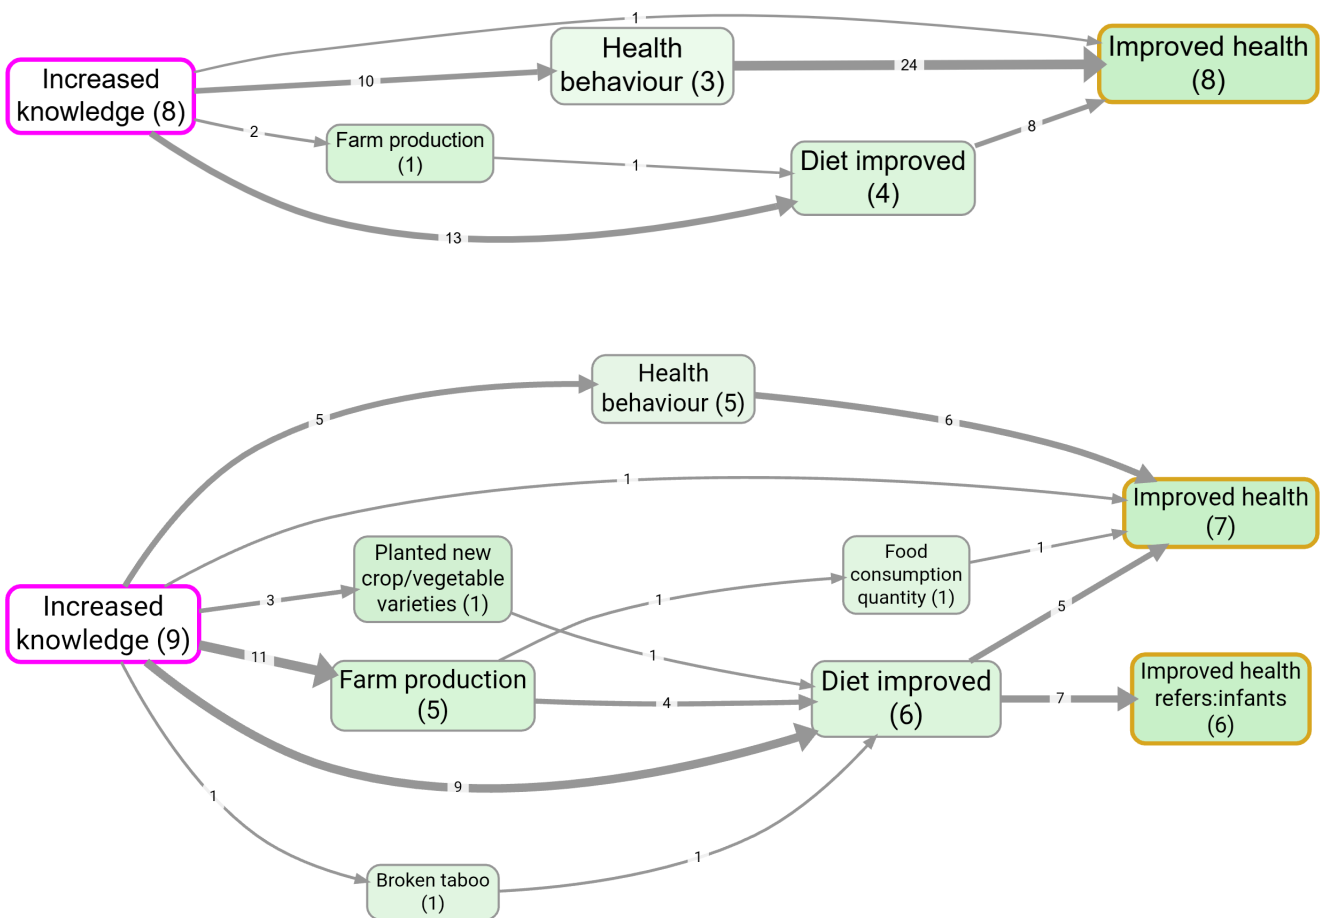 1
Health
behaviour (3)
Improved health
(8)
Increased
knowledge (8)
10
24
2
Farm production
(1)
1
8
Diet improved
(4)
13
Health
behaviour (5)
5
6
1
Improved health
(7)
Planted new
crop/vegetable
varieties (1)
Food
consumption
quantity (1)
1
3
1
Increased
knowledge (9)
5
11
1
Farm production
(5)
4
Diet improved
(6)
7
Improved health
refers:infants
(6)
9
1
1
Broken taboo
(1)